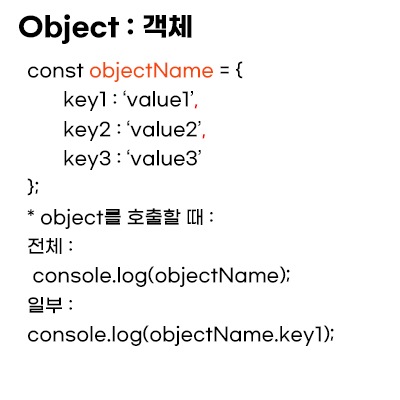 Object : 객체
const objectName = {
key1 : ‘value1’,
key2 : ‘value2’,
key3 : ‘value3’
};
* object를 호출할 때 :
전체 :
console.log(objectName);
일부 :
console.log(objectName.key1);